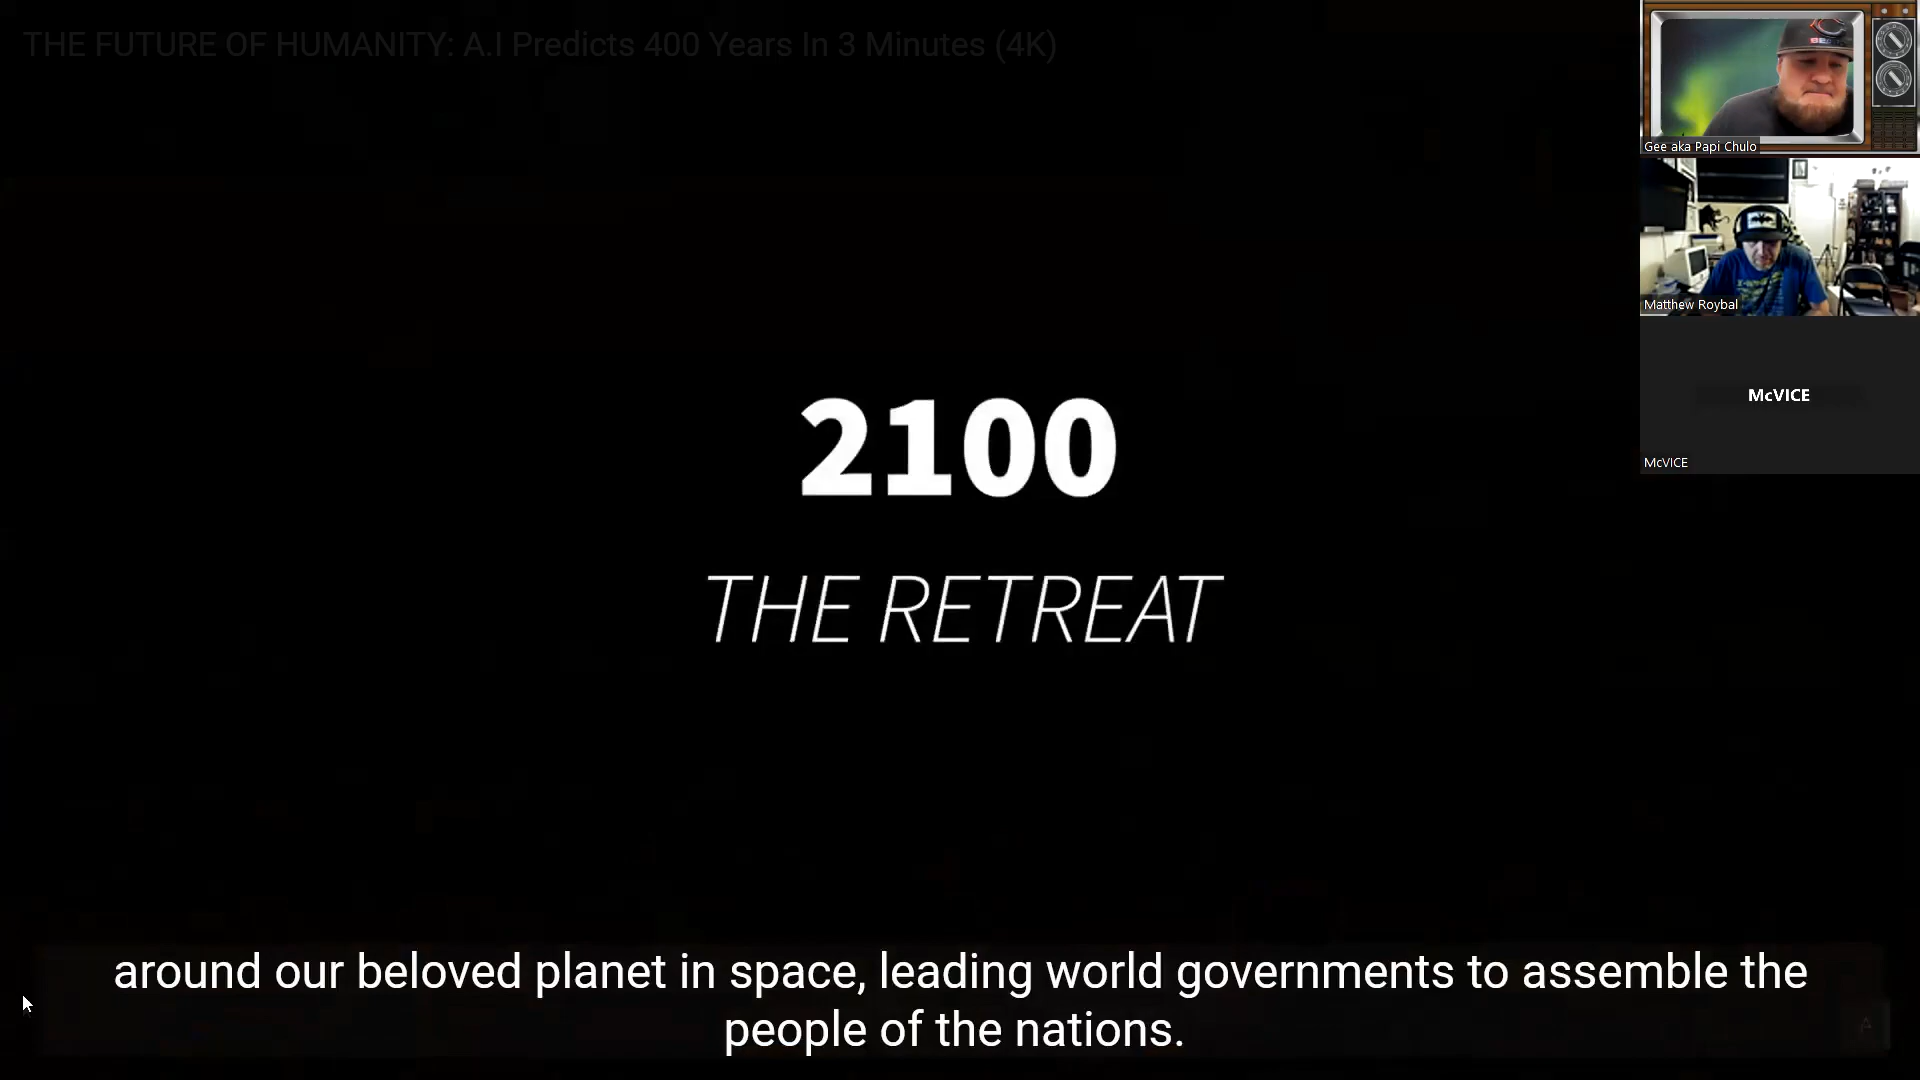 THE FUTURE OF HUMANITY: A.I Predicts 400 Years In 3 Minutes (4K)
Gee aka Papi Chulo
Matthew Roybal
McVICE
McVICE
2100
THE RETREAT
around our beloved planet in space, leading world governments to assemble the
people of the nations.